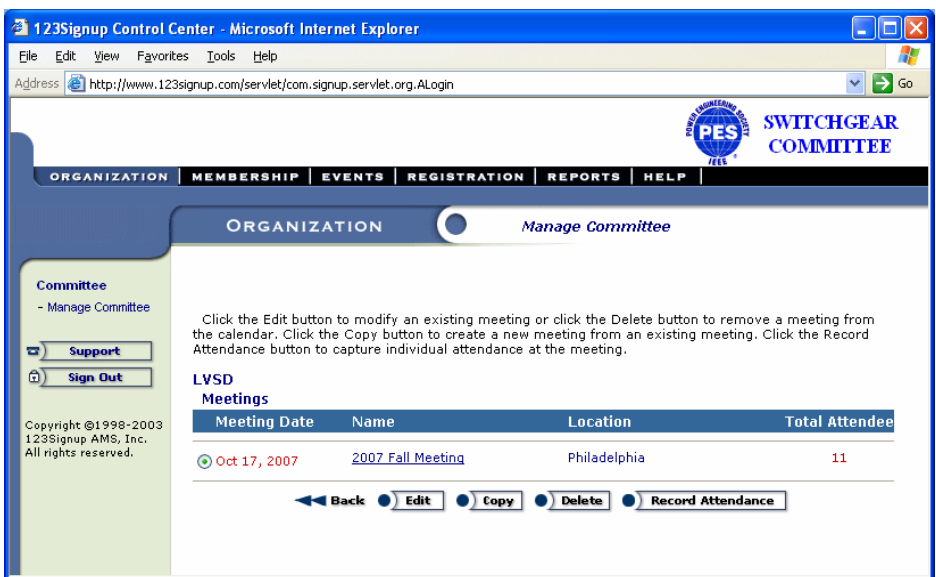 123Signup Control Center - Microsoft Internet Explorer
File Edit View Favorites Tools Help
Address http://www.123signup.com/servlet/com.signup.servlet.org.ALogin Go
POWER ENGINEERING SOCIETY
PES
IEEE
SWITCHGEAR
COMMITTEE
ORGANIZATION | MEMBERSHIP | EVENTS | REGISTRATION | REPORTS | HELP |
ORGANIZATION
Manage Committee
Committee
- Manage Committee
Support
Sign Out
Copyright ©1998-2003
123Signup AMS, Inc.
All rights reserved.
Click the Edit button to modify an existing meeting or click the Delete button to remove a meeting from
the calendar. Click the Copy button to create a new meeting from an existing meeting. Click the Record
Attendance button to capture individual attendance at the meeting.
LVSD
Meetings
Meeting Date Name Location Total Attendee
Oct 17, 2007 2007 Fall Meeting Philadelphia 11
Back Edit Copy Delete Record Attendance